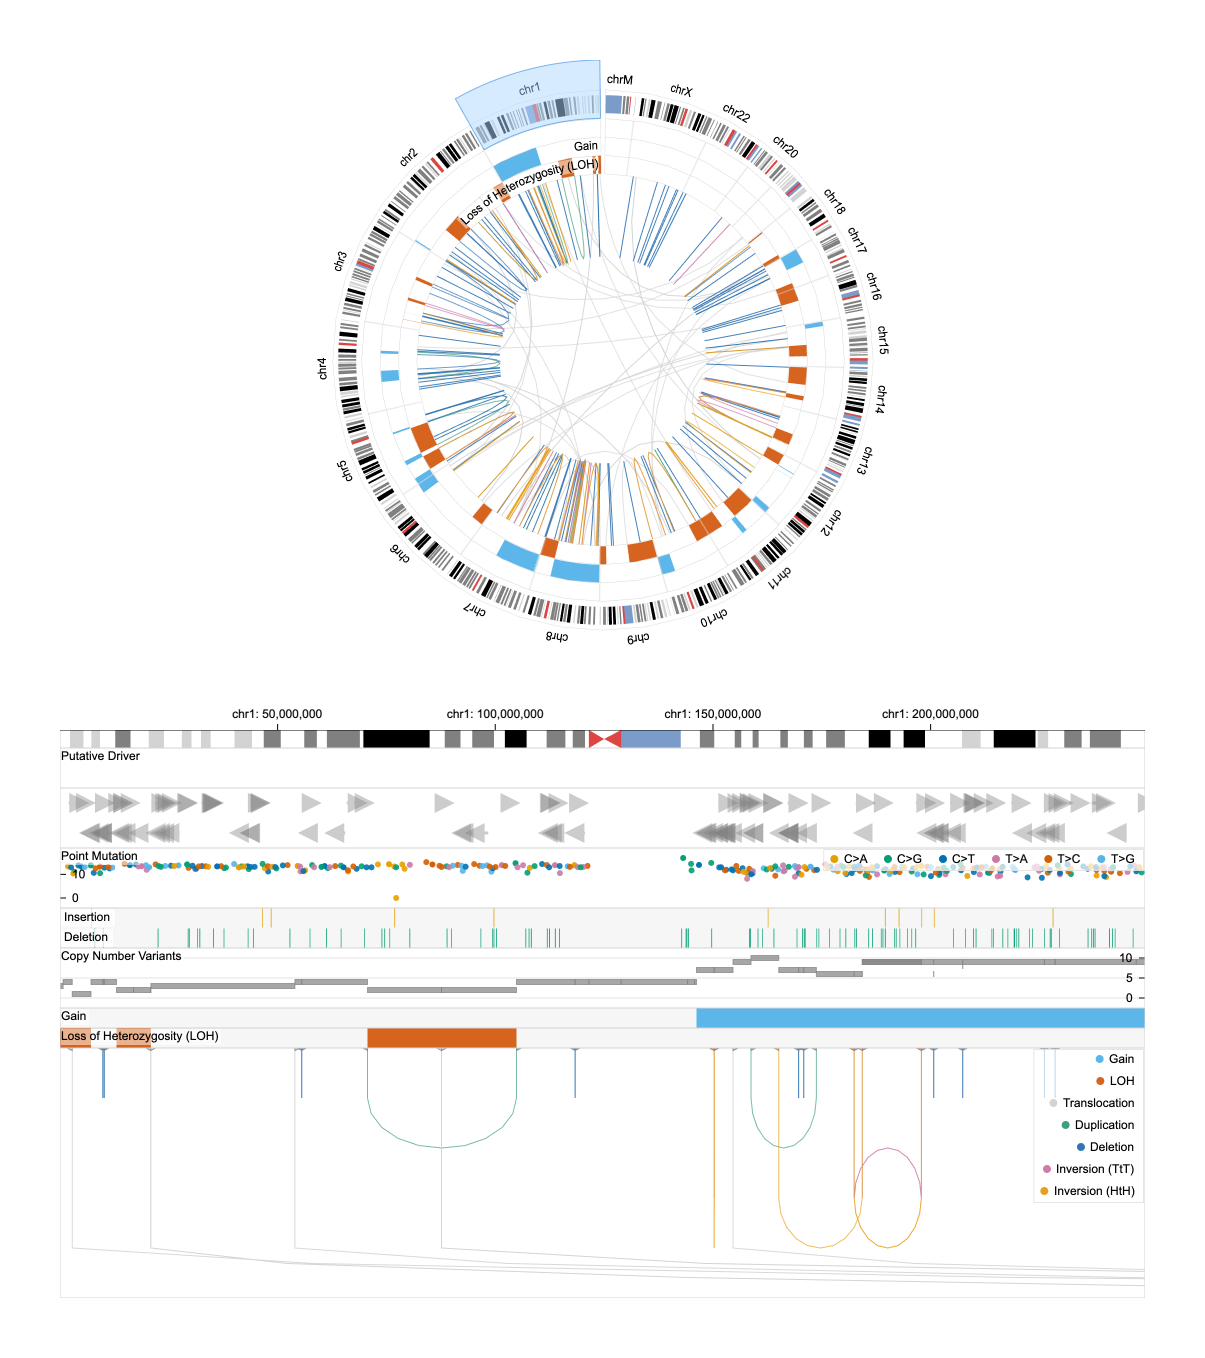 chrM
chrX
chr22
chr20
chr18
chr17
chr16
chr15
chr14
chr13
chr12
chr11
chr10
chr9
chr8
chr7
chr6
chr5
chr4
chr3
chr2
chr1
Gain
Loss of Heterozygosity (LOH)
chr1: 50,000,000 chr1: 100,000,000 chr1: 150,000,000 chr1: 200,000,000
Putative Driver
Point Mutation
C>A C>G C>T T>A T>C T>G
10
0
Insertion
Deletion
Copy Number Variants
10
5
0
Gain
Loss of Heterozygosity (LOH)
Gain
LOH
Translocation
Duplication
Deletion
Inversion (TtT)
Inversion (HtH)